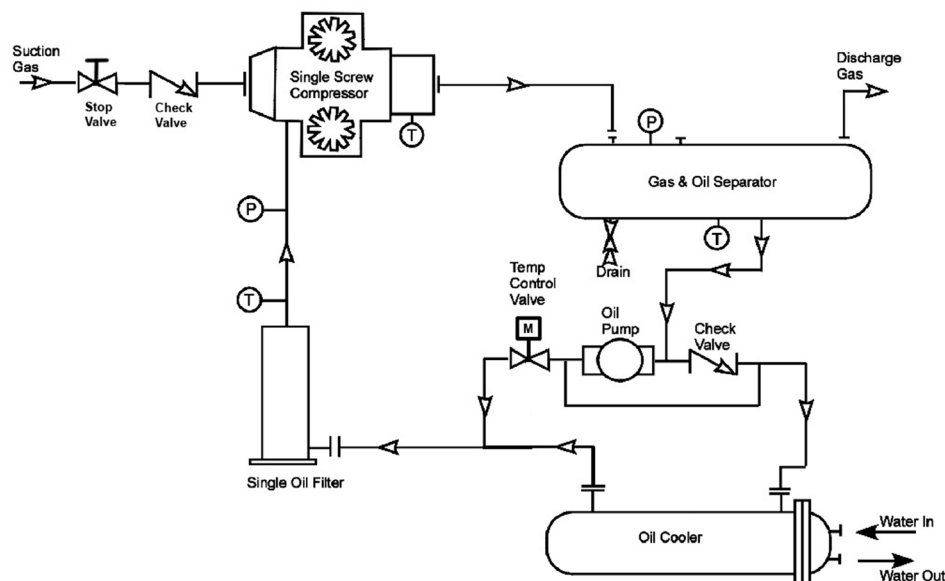 Suction
Gas
Stop
Valve
Check
Valve
Single Screw
Compressor
T
Discharge
Gas
P
Gas & Oil Separator
T
Drain
P
T
Temp
Control
Valve
M
Oil
Pump
Check
Valve
Single Oil Filter
Oil Cooler
Water In
Water Out